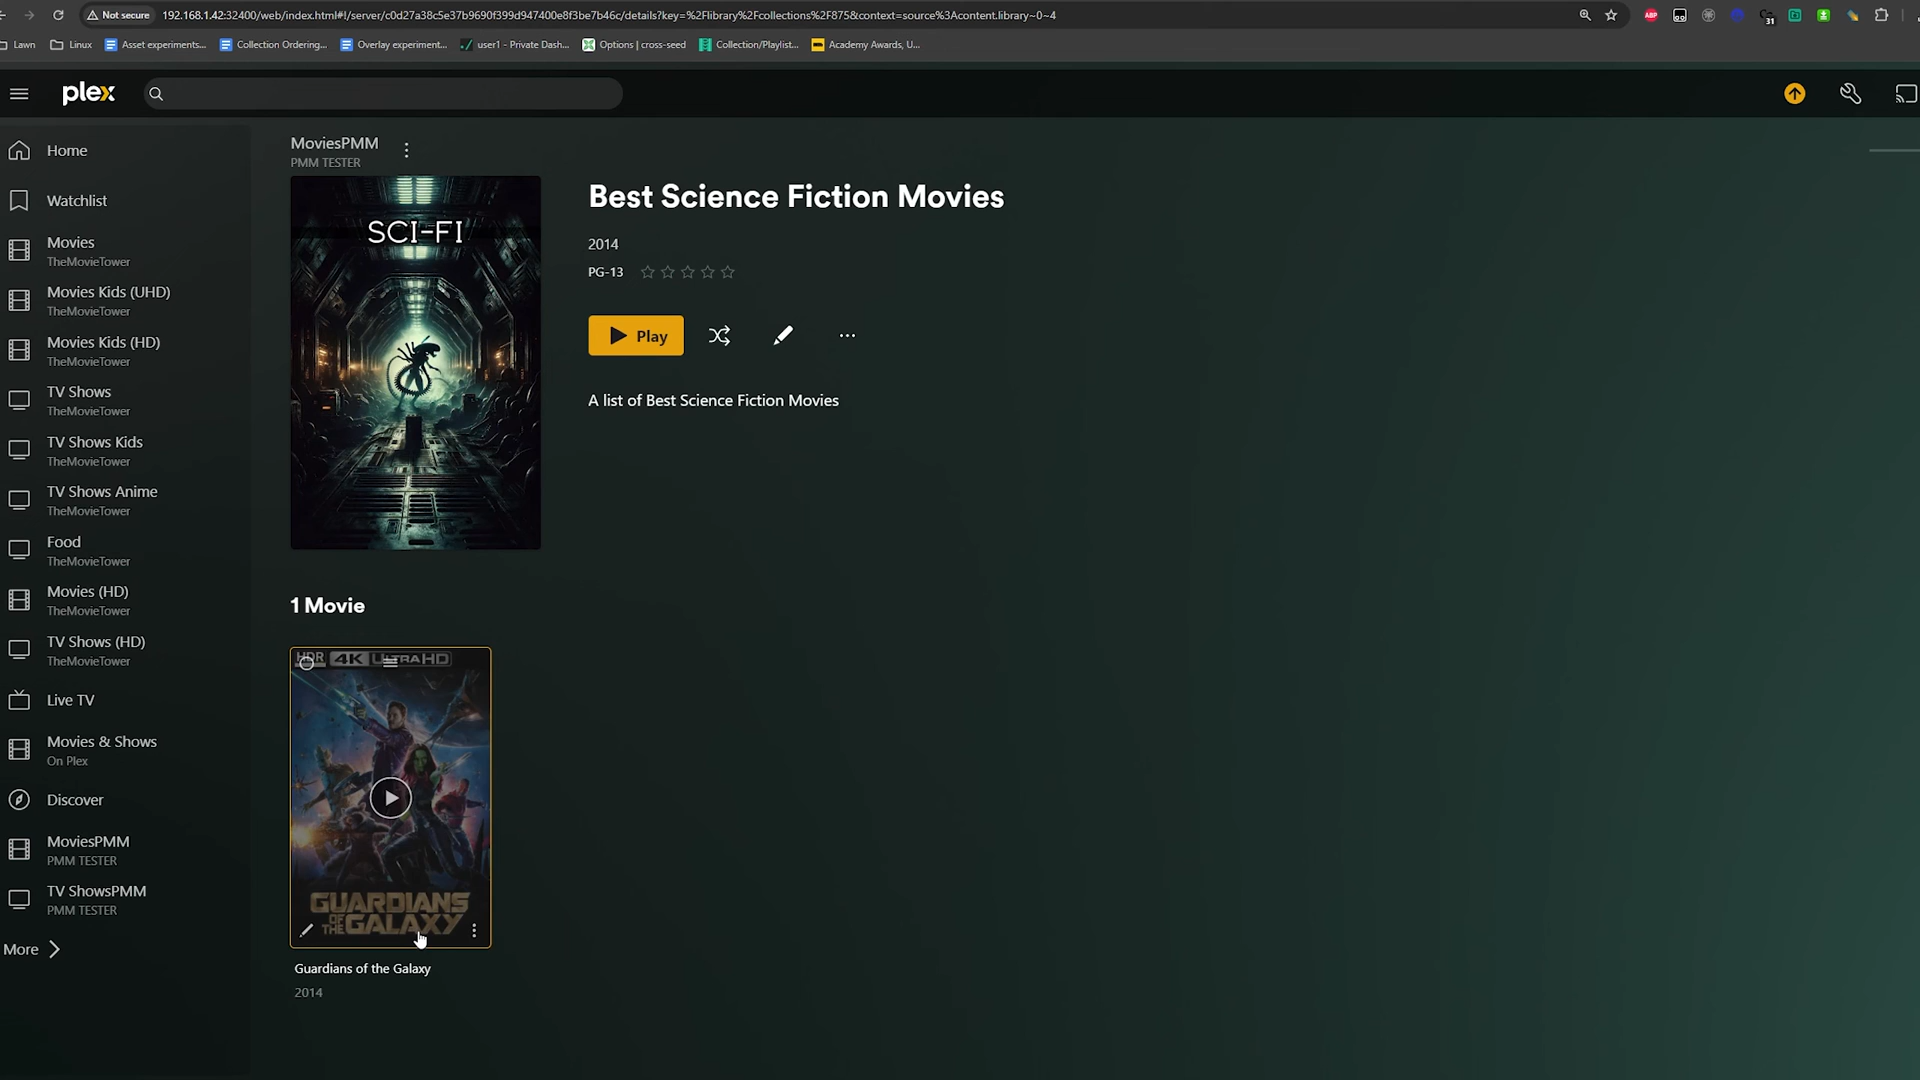 Not secure
192.168.1.42:32400/web/index.html#!/server/c0d27a38c5e37b9690f399d947400e8f3be7b46c/details?key=%2Flibrary%2Fcollections%2F875&context=source%3Acontent.library~0~4
ABP
31
Lawn
Linux
Asset experiments...
Collection Ordering...
Overlay experiment...
user1 - Private Dash...
Options | cross-seed
Collection/Playlist...
Academy Awards, U...
plex
Home
Watchlist
Movies
TheMovieTower
Movies Kids (UHD)
TheMovieTower
Movies Kids (HD)
TheMovieTower
TV Shows
TheMovieTower
TV Shows Kids
TheMovieTower
TV Shows Anime
TheMovieTower
Food
TheMovieTower
Movies (HD)
TheMovieTower
TV Shows (HD)
TheMovieTower
Live TV
Movies & Shows
On Plex
Discover
MoviesPMM
PMM TESTER
TV ShowsPMM
PMM TESTER
More
MoviesPMM
PMM TESTER
SCI-FI
Best Science Fiction Movies
2014
PG-13
Play
A list of Best Science Fiction Movies
1 Movie
HDR 4K ULTRAHD
GUARDIANS
OF THE GALAXY
Guardians of the Galaxy
2014